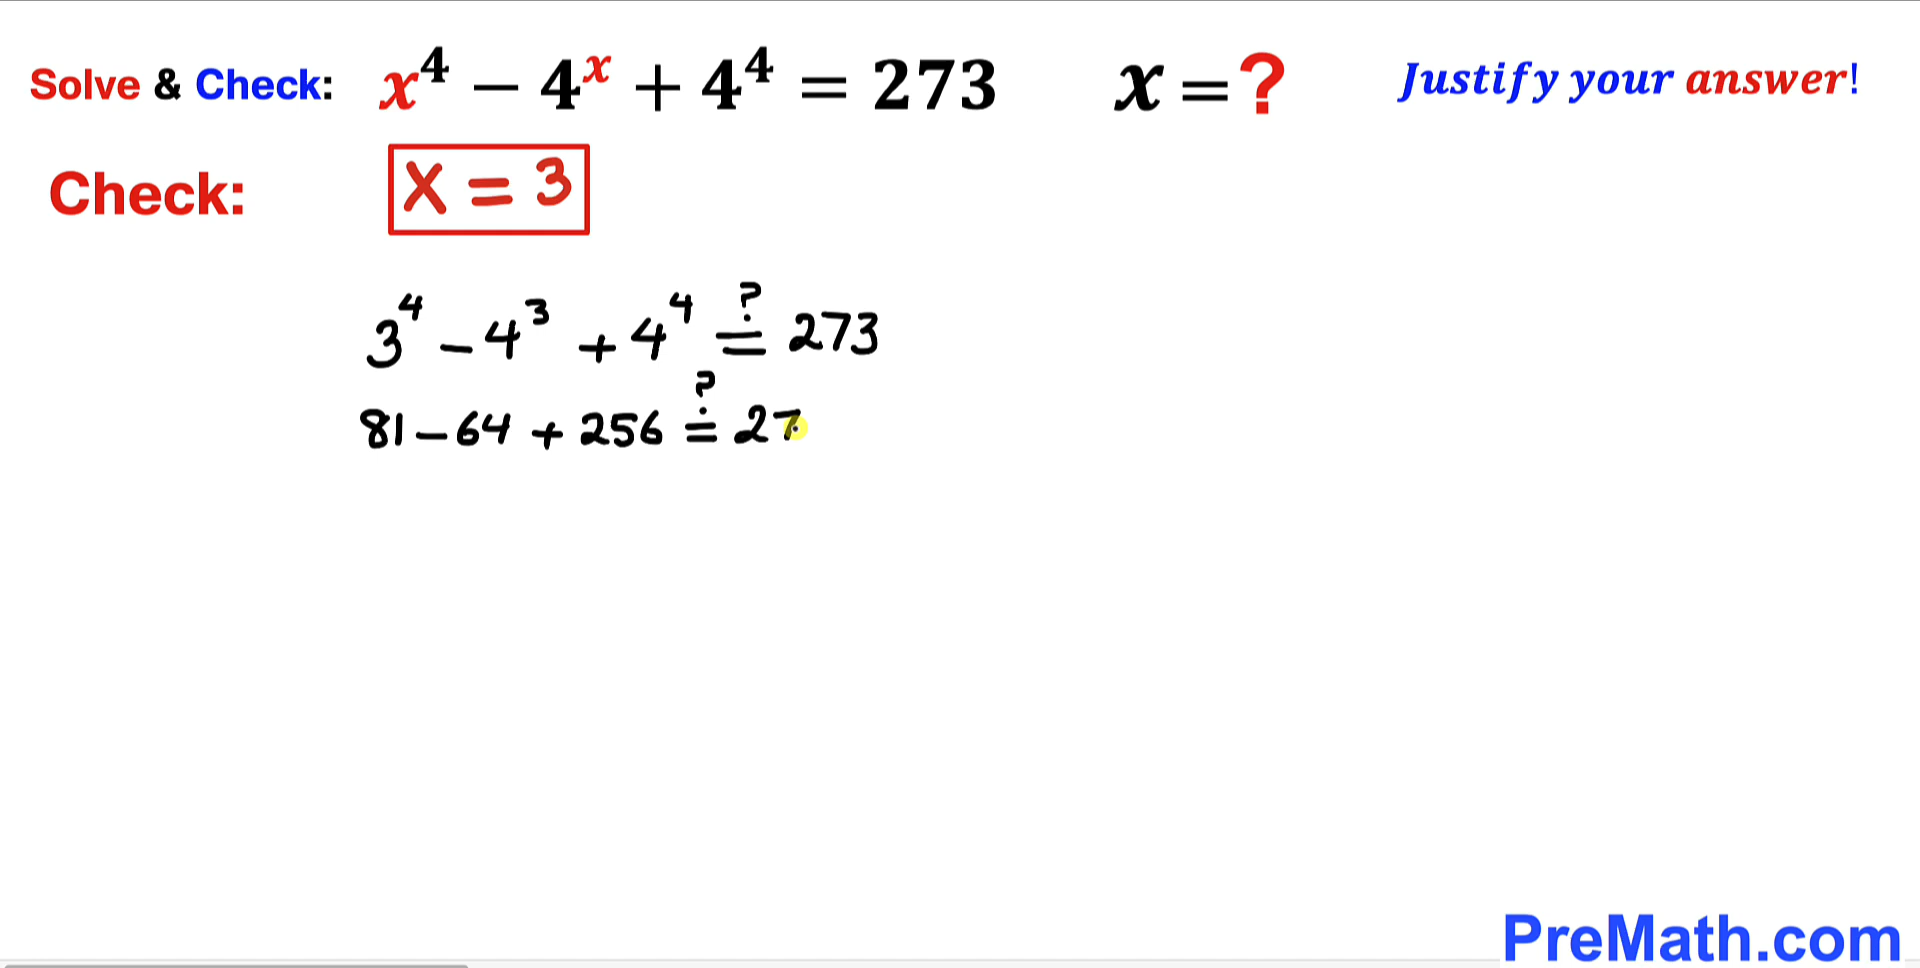 Solve & Check: x⁴ − 4ˣ + 4⁴ = 273 x = ? Justify your answer!
Check: x = 3
3⁴ − 4³ + 4⁴ ≟ 273
81 − 64 + 256 ≟ 27
PreMath.com